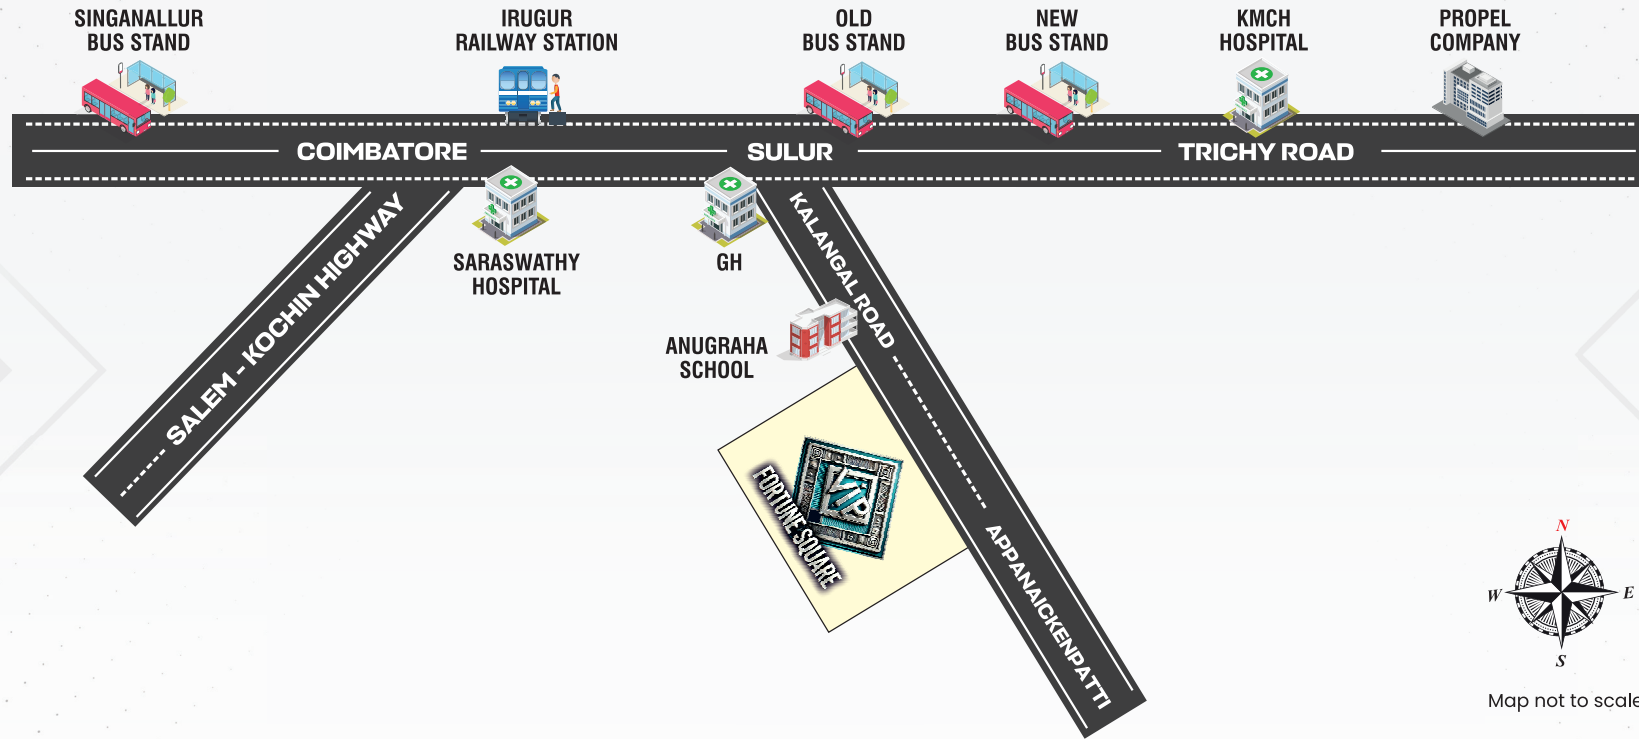 SINGANALLUR
BUS STAND
IRUGUR
RAILWAY STATION
OLD
BUS STAND
NEW
BUS STAND
KMCH
HOSPITAL
PROPEL
COMPANY
COIMBATORE
SULUR
TRICHY ROAD
SALEM - KOCHIN HIGHWAY
SARASWATHY
HOSPITAL
GH
KALANGAL ROAD
ANUGRAHA
SCHOOL
VIP
FORTUNE SQUARE
APPANAICKENPATTI
N
W
E
S
Map not to scale